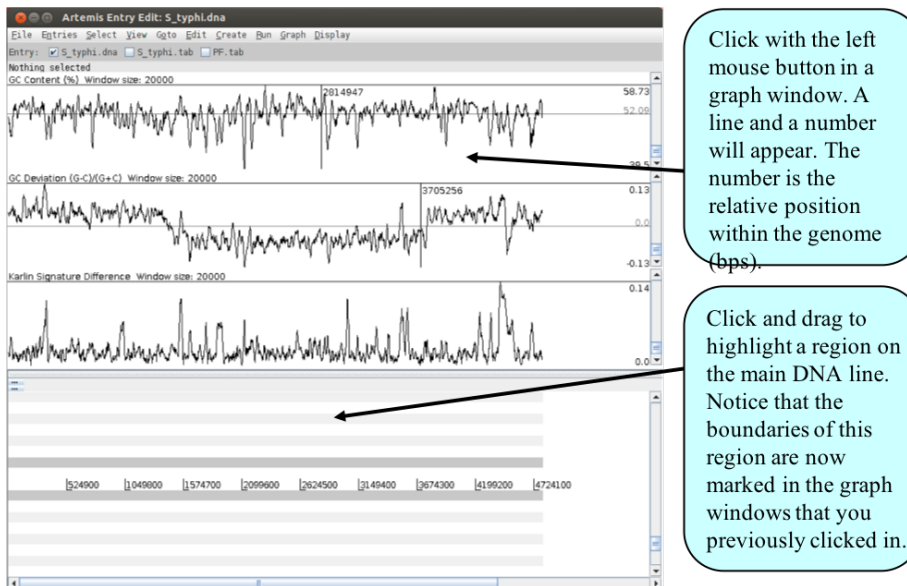 Artemis Entry Edit: S_typhi.dna
File Entries Select View Goto Edit Create Run Graph Display
Entry: S_typhi.dna S_typhi.tab PF.tab
Nothing selected
GC Content (%) Window size: 20000
2814947
58.73
52.09
39.5
GC Deviation (G-C)/(G+C) Window size: 20000
3705256
0.13
0.0
-0.13
Karlin Signature Difference Window size: 20000
0.14
0.0
524900 1049800 1574700 2099600 2624500 3149400 3674300 4199200 4724100
Click with the left
mouse button in a
graph window. A
line and a number
will appear. The
number is the
relative position
within the genome
(bps).
Click and drag to
highlight a region on
the main DNA line.
Notice that the
boundaries of this
region are now
marked in the graph
windows that you
previously clicked in.